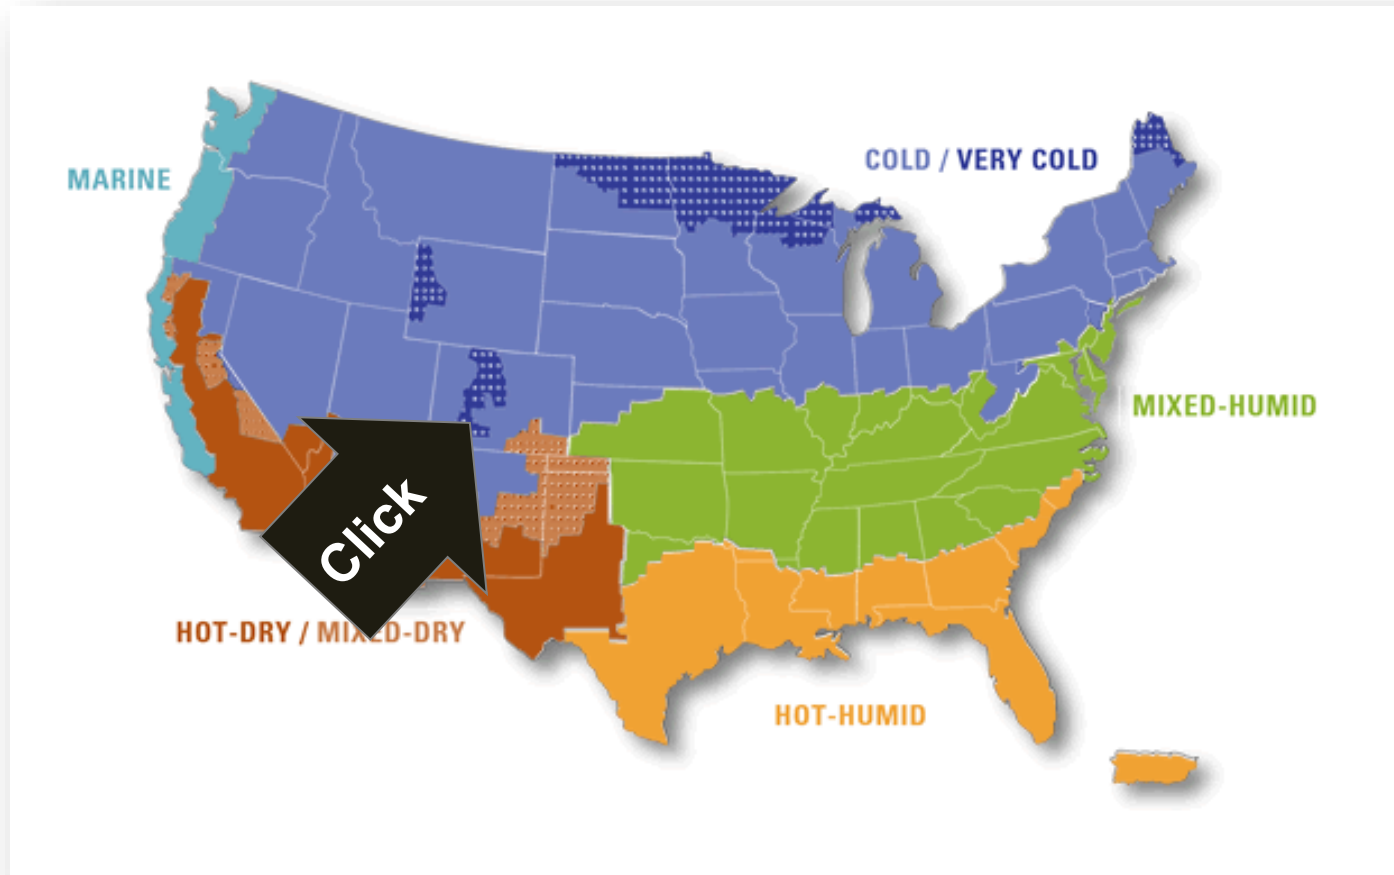 COLD / VERY COLD
MARINE
MIXED-HUMID
Click
HOT-DRY / MIXED-DRY
HOT-HUMID